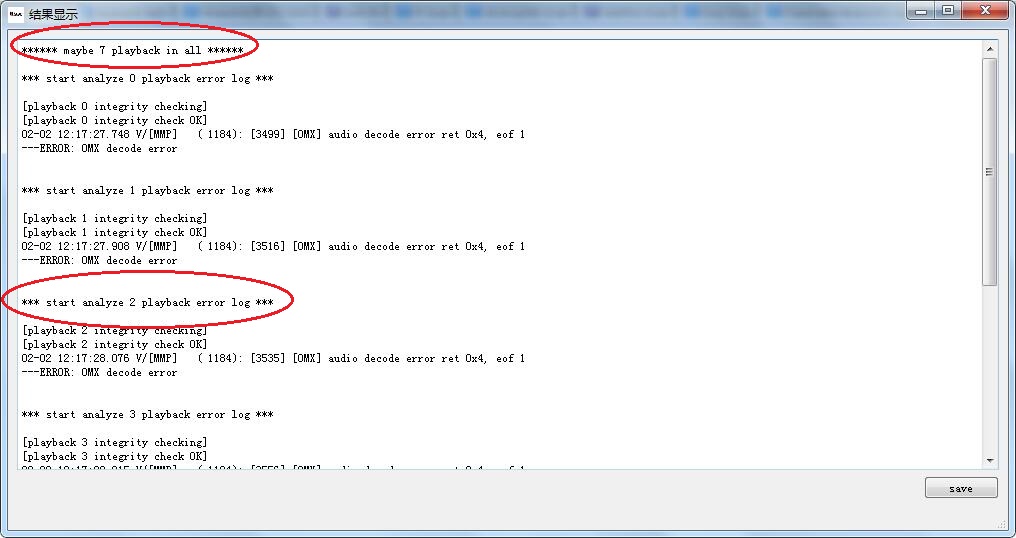 结果显示
****** maybe 7 playback in all ******
*** start analyze 0 playback error log ***
[playback 0 integrity checking]
[playback 0 integrity check OK]
02-02 12:17:27.748 V/[MMP]   ( 1184): [3499] [OMX] audio decode error ret 0x4, eof 1
---ERROR: OMX decode error
*** start analyze 1 playback error log ***
[playback 1 integrity checking]
[playback 1 integrity check OK]
02-02 12:17:27.908 V/[MMP]   ( 1184): [3516] [OMX] audio decode error ret 0x4, eof 1
---ERROR: OMX decode error
*** start analyze 2 playback error log ***
[playback 2 integrity checking]
[playback 2 integrity check OK]
02-02 12:17:28.076 V/[MMP]   ( 1184): [3535] [OMX] audio decode error ret 0x4, eof 1
---ERROR: OMX decode error
*** start analyze 3 playback error log ***
[playback 3 integrity checking]
[playback 3 integrity check OK]
save